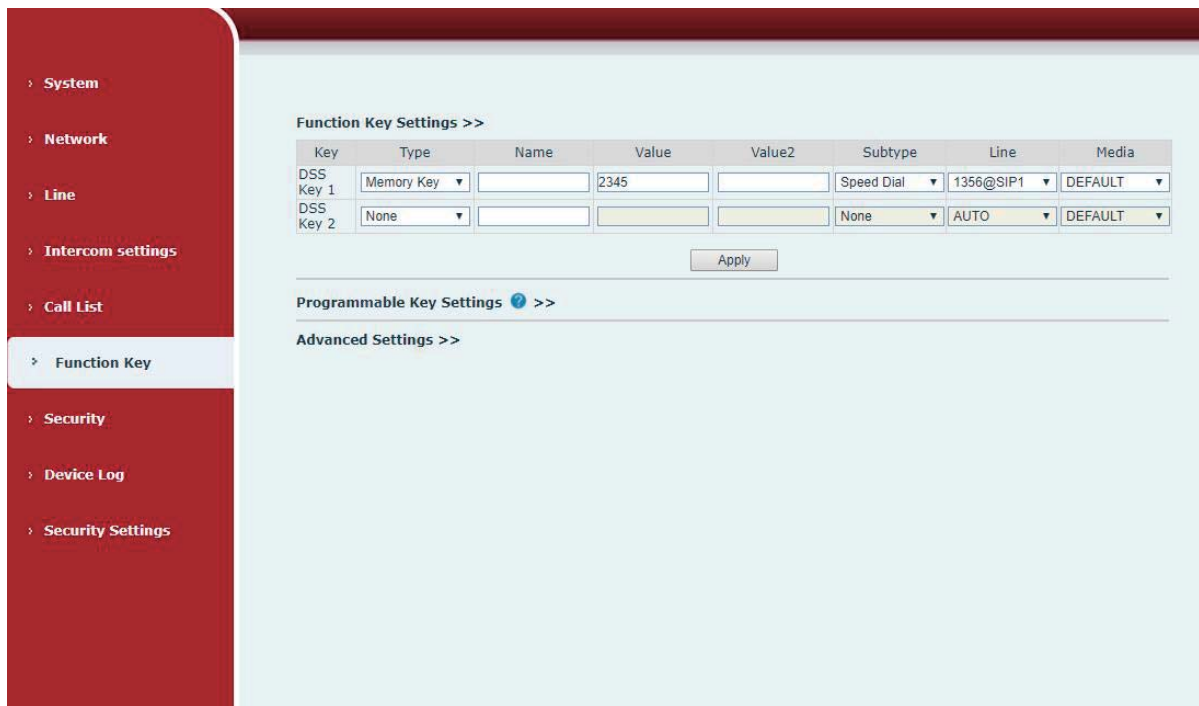 › System
› Network
› Line
› Intercom settings
› Call List
› Function Key
› Security
› Device Log
› Security Settings
Function Key Settings >>
Key Type Name Value Value2 Subtype Line Media
DSS Key 1 Memory Key 2345 Speed Dial 1356@SIP1 DEFAULT
DSS Key 2 None None AUTO DEFAULT
Apply
Programmable Key Settings ? >>
Advanced Settings >>